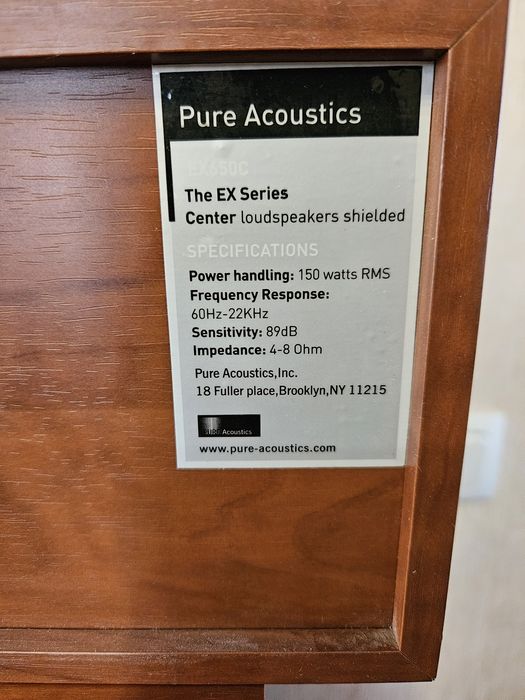 Pure Acoustics
EX650C
The EX Series
Center loudspeakers shielded
SPECIFICATIONS
Power handling: 150 watts RMS
Frequency Response:
60Hz-22KHz
Sensitivity: 89dB
Impedance: 4-8 Ohm
Pure Acoustics,Inc.
18 Fuller place,Brooklyn,NY 11215
PURE Acoustics
www.pure-acoustics.com